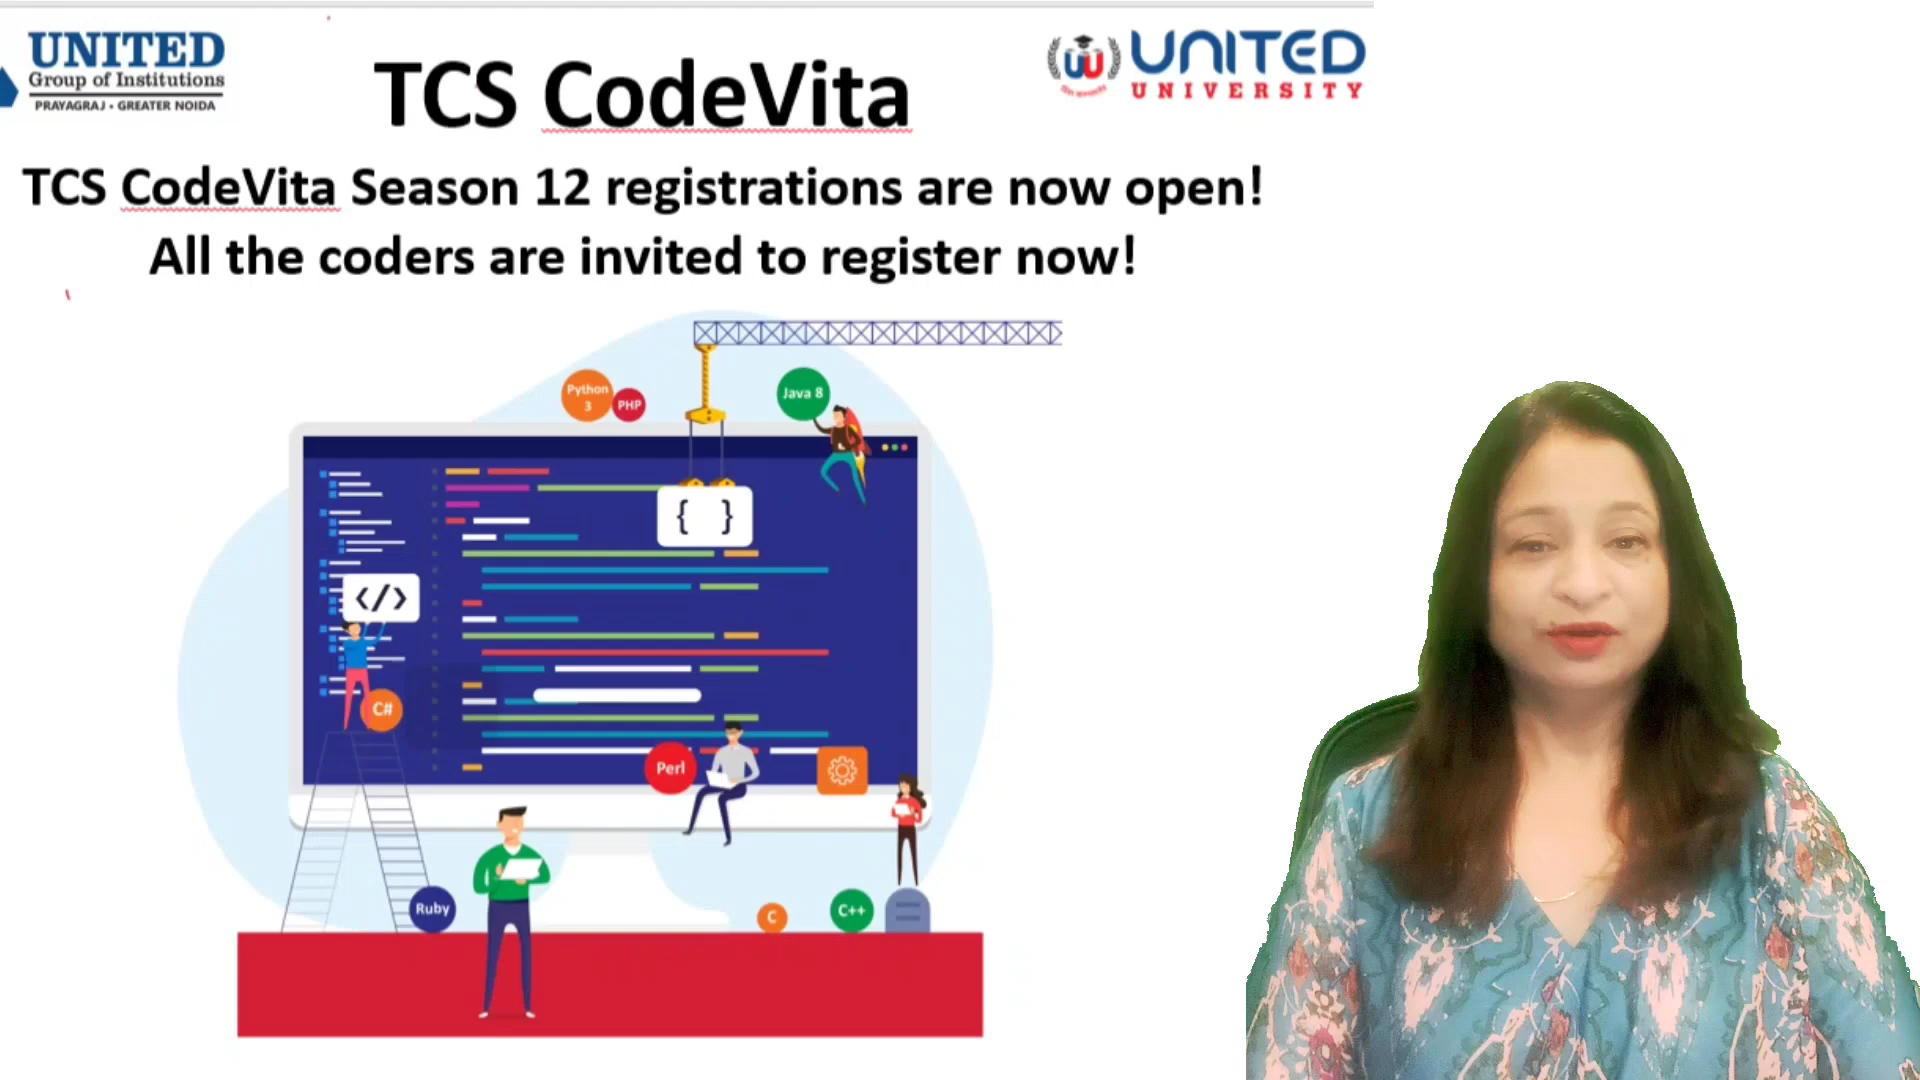 UNITED
Group of Institutions
PRAYAGRAJ • GREATER NOIDA
TCS CodeVita
UNITED
UNIVERSITY
TCS CodeVita Season 12 registrations are now open!
All the coders are invited to register now!
Python
3
PHP
Java 8
{ }
</>
C#
Perl
Ruby
C
C++